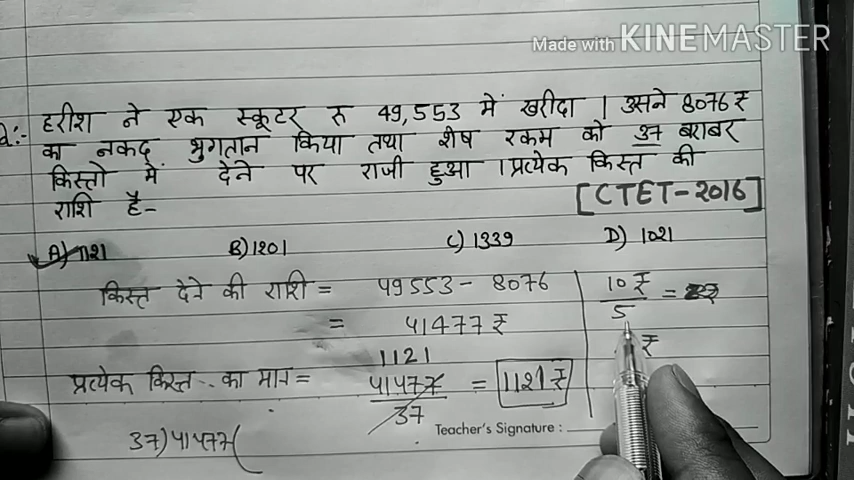 Made with KINEMASTER
Q:- हरीश ने एक स्कूटर रु 49,553 में खरीदा । उसने 8076 ₹
का नकद भुगतान किया तथा शेष रकम को 37 बराबर
किस्तो में देने पर राजी हुआ । प्रत्येक किस्त की
राशि है- [CTET-2016]
A) 1121 B) 1201 C) 1339 D) 1021
किस्त देने की राशि = 49553 - 8076
= 41477 ₹
1121
प्रत्येक किस्त का मान = 41477 / 37 = 1121 ₹
37)41477(
10 ₹ / 5 =
₹
Teacher's Signature :